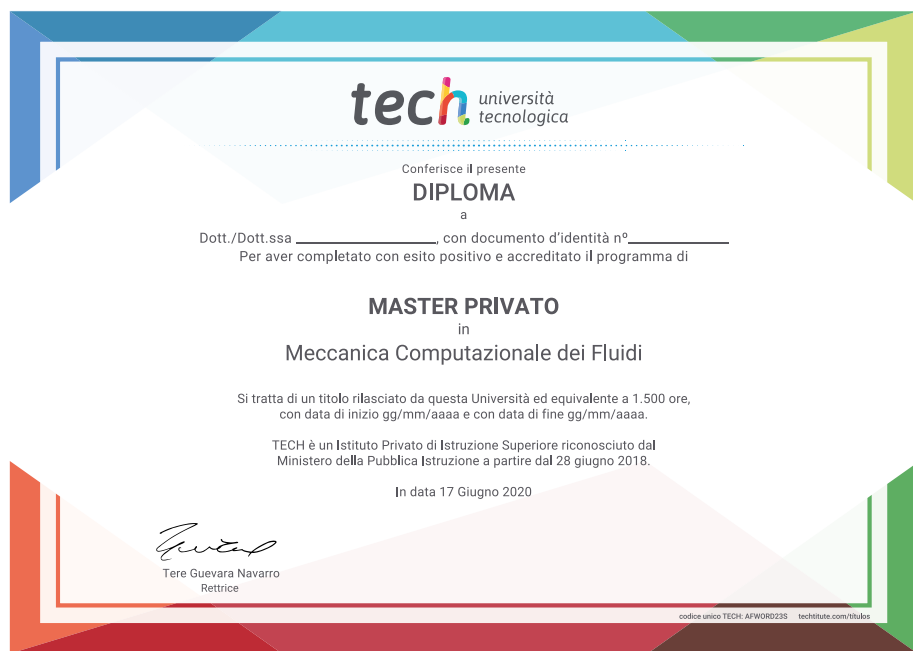 tech università
tecnologica
Conferisce il presente
DIPLOMA
a
Dott./Dott.ssa ________________, con documento d'identità nº____________
Per aver completato con esito positivo e accreditato il programma di
MASTER PRIVATO
in
Meccanica Computazionale dei Fluidi
Si tratta di un titolo rilasciato da questa Università ed equivalente a 1.500 ore,
con data di inizio gg/mm/aaaa e con data di fine gg/mm/aaaa.
TECH è un Istituto Privato di Istruzione Superiore riconosciuto dal
Ministero della Pubblica Istruzione a partire dal 28 giugno 2018.
In data 17 Giugno 2020
Tere Guevara Navarro
Rettrice
codice unico TECH: AFWORD23S techtitute.com/titulos